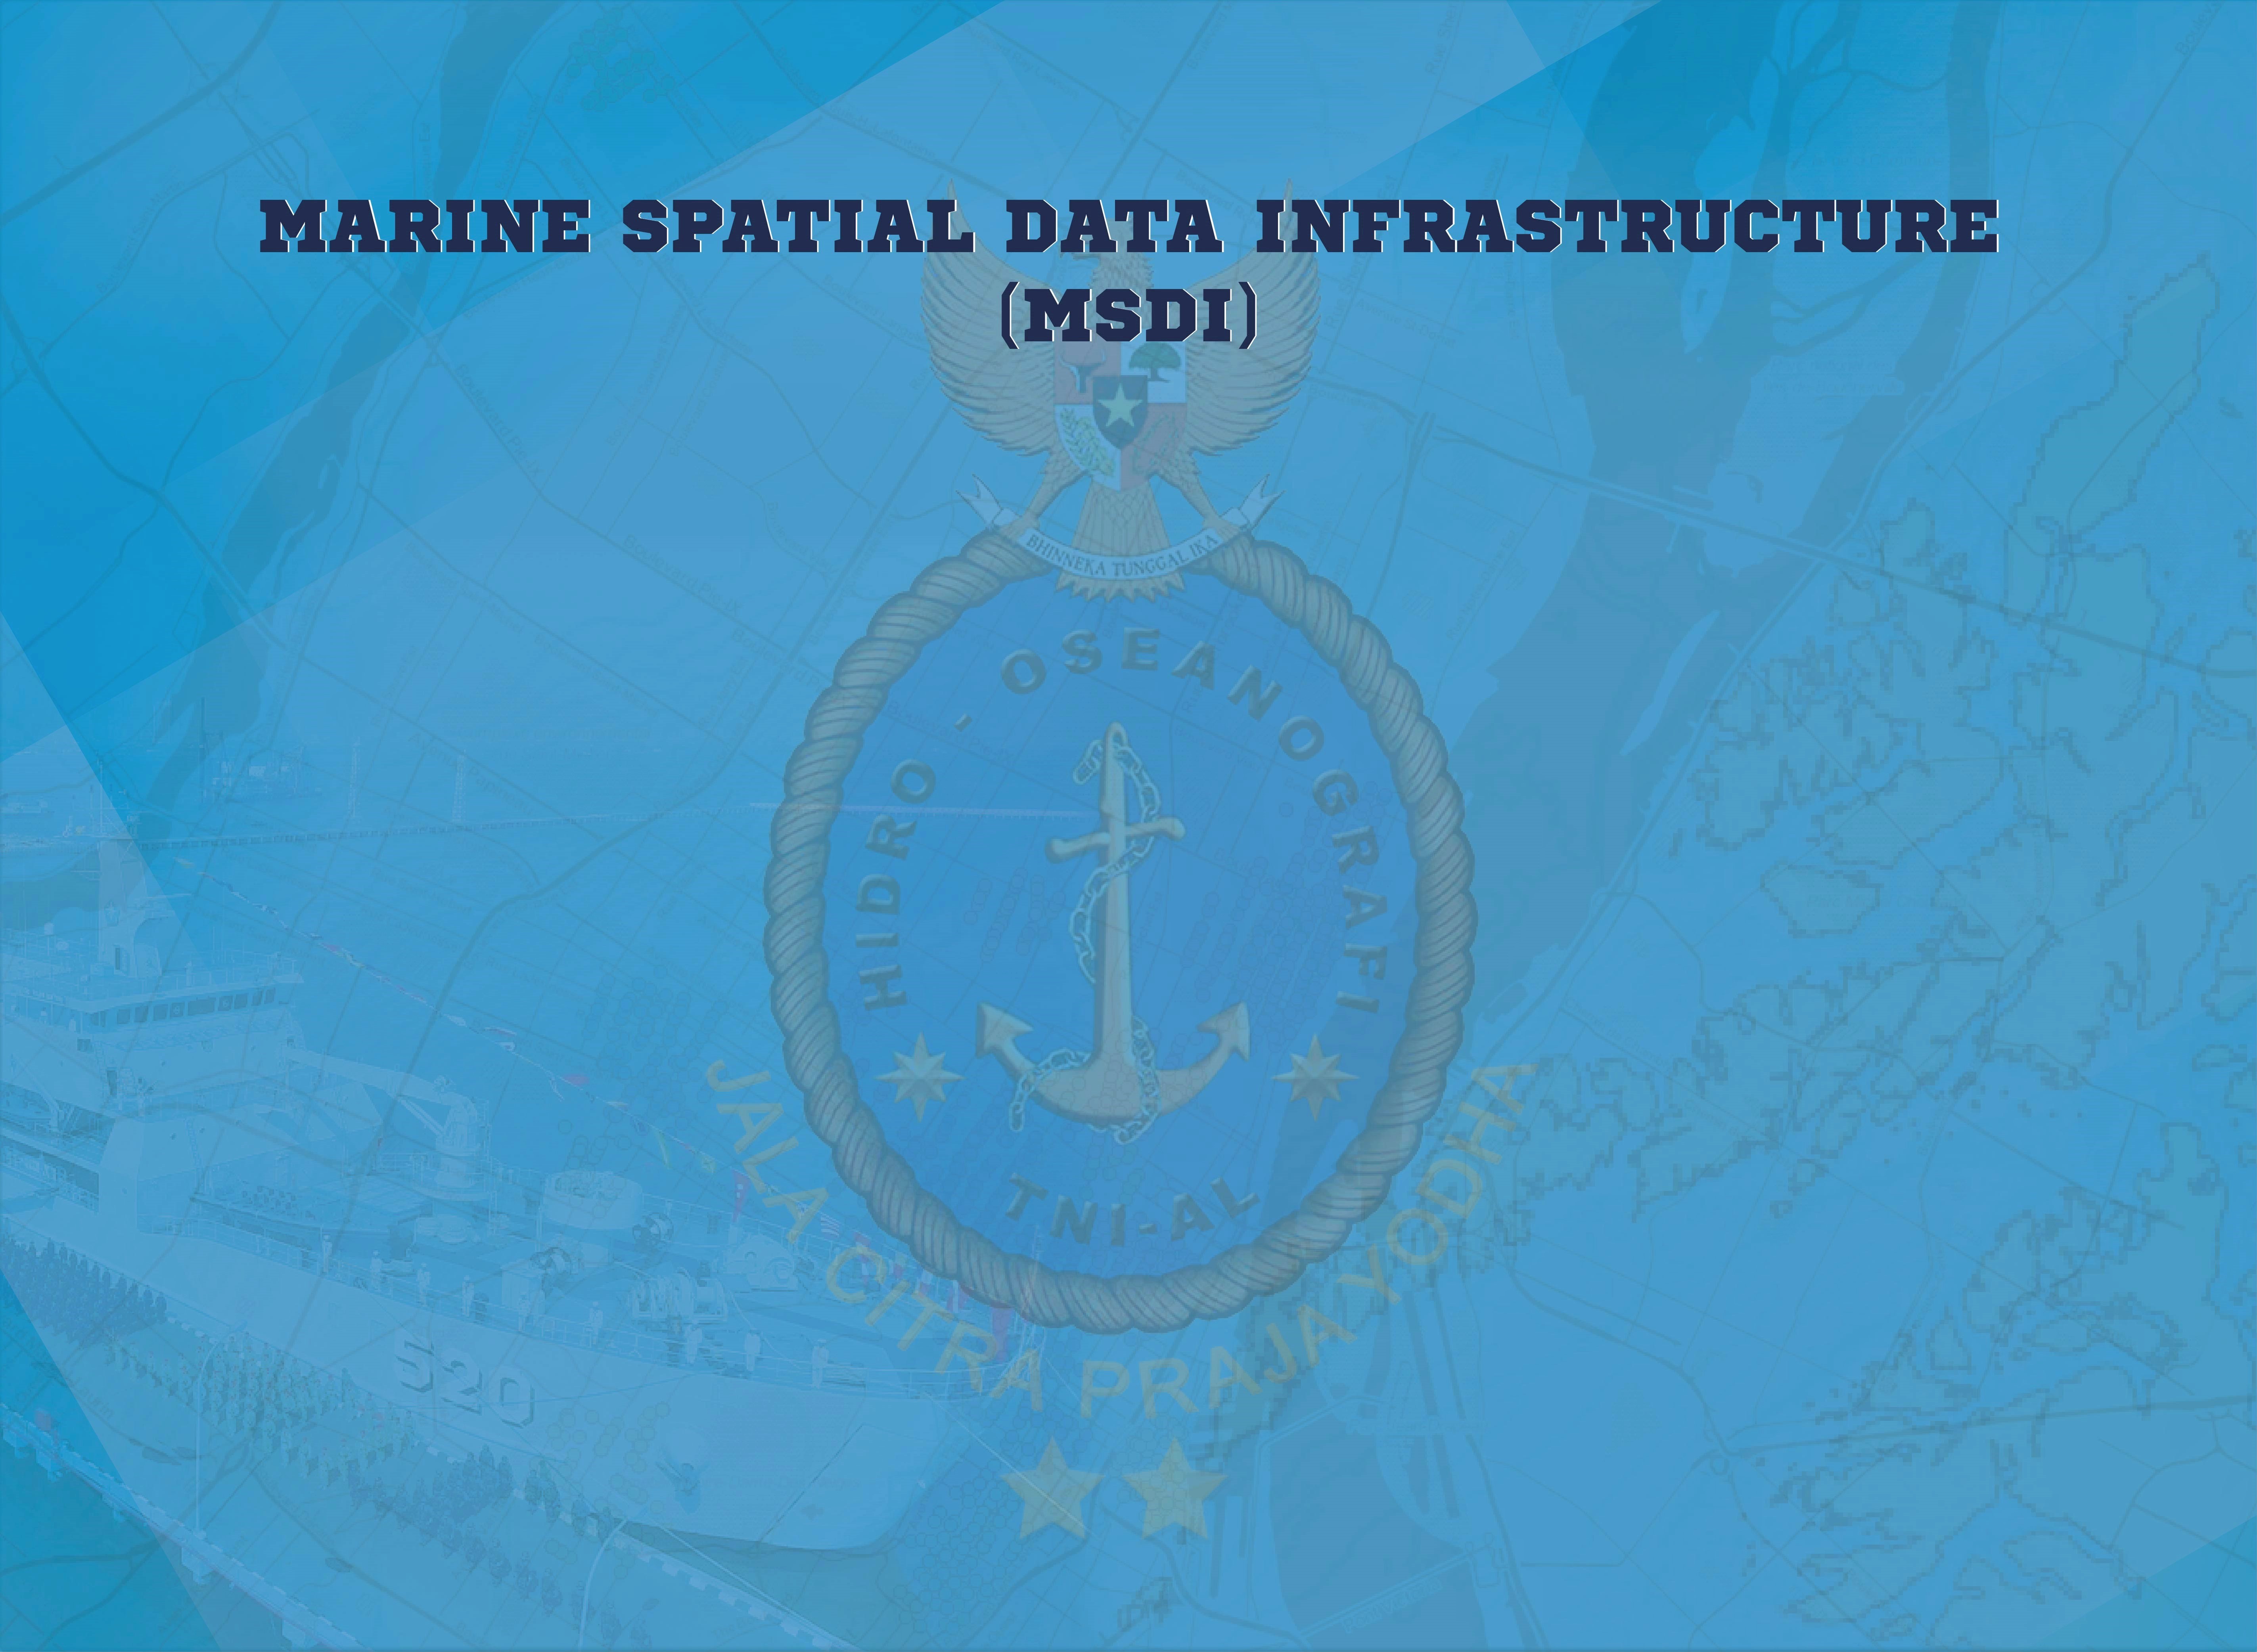 MARINE SPATIAL DATA INFRASTRUCTURE
(MSDI)
BHINNEKA TUNGGAL IKA
HIDRO - OSEANOGRAFI
TNI-AL
JALA CITRA PRAJA YODHA
520